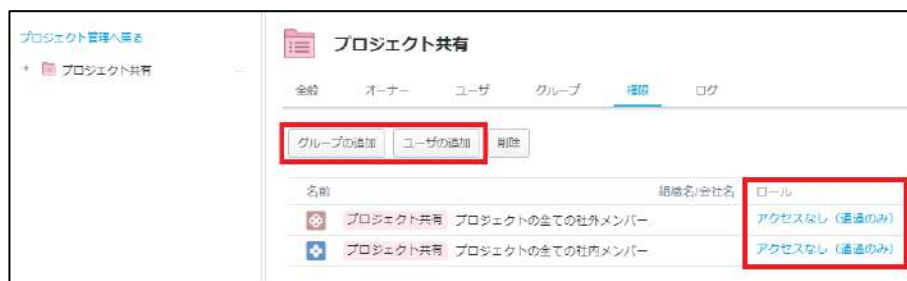 プロジェクト管理へ戻る
プロジェクト共有
プロジェクト共有
全般 オーナー ユーザ グループ 権限 ログ
グループの追加 ユーザの追加 削除
名前 組織名/会社名 ロール
プロジェクト共有 プロジェクトの全ての社外メンバー アクセスなし（通過のみ）
プロジェクト共有 プロジェクトの全ての社内メンバー アクセスなし（通過のみ）